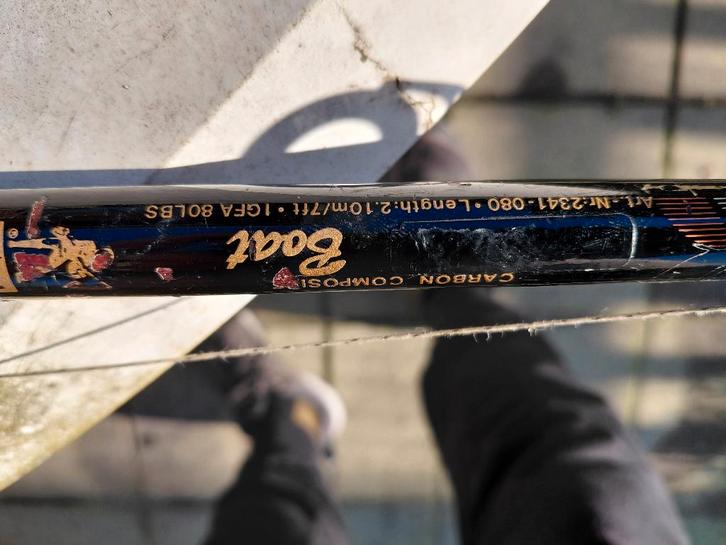 CARBON COMPOSI
Boat
Art.-Nr.:2341-080 • Length:2.10m/7ft • IGFA 80LBS